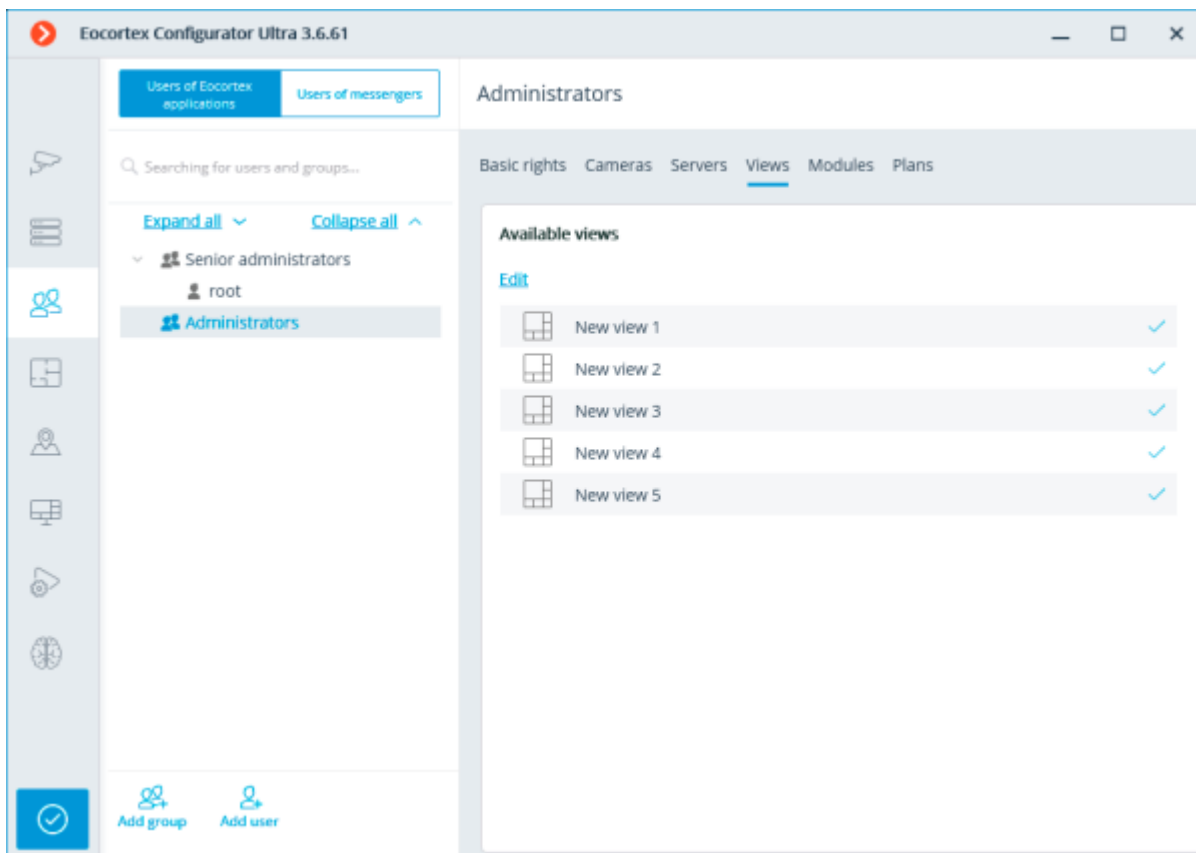 Eocortex Configurator Ultra 3.6.61
Users of Eocortex
applications
Users of messengers
Searching for users and groups...
Expand all
Collapse all
Senior administrators
root
Administrators
Add group
Add user
Administrators
Basic rights Cameras Servers Views Modules Plans
Available views
Edit
New view 1
New view 2
New view 3
New view 4
New view 5